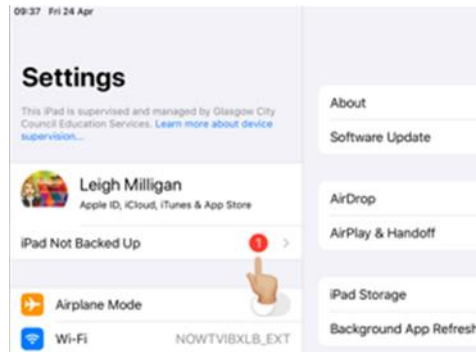 09:37 Fri 24 Apr
Settings
This iPad is supervised and managed by Glasgow City
Council Education Services. Learn more about device
supervision...
Leigh Milligan
Apple ID, iCloud, iTunes & App Store
iPad Not Backed Up 1
Airplane Mode
Wi-Fi NOWTVIBXLB_EXT
About
Software Update
AirDrop
AirPlay & Handoff
iPad Storage
Background App Refresh